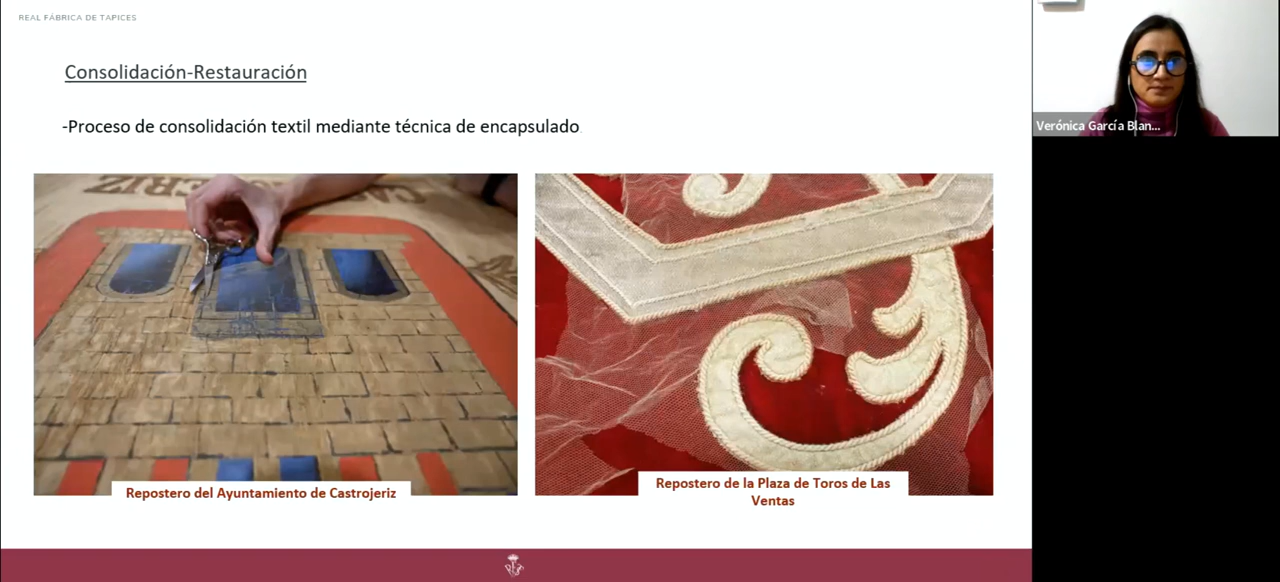 REAL FÁBRICA DE TAPICES
Consolidación-Restauración
-Proceso de consolidación textil mediante técnica de encapsulado
Repostero del Ayuntamiento de Castrojeriz
Repostero de la Plaza de Toros de Las
Ventas
Verónica García Blan...